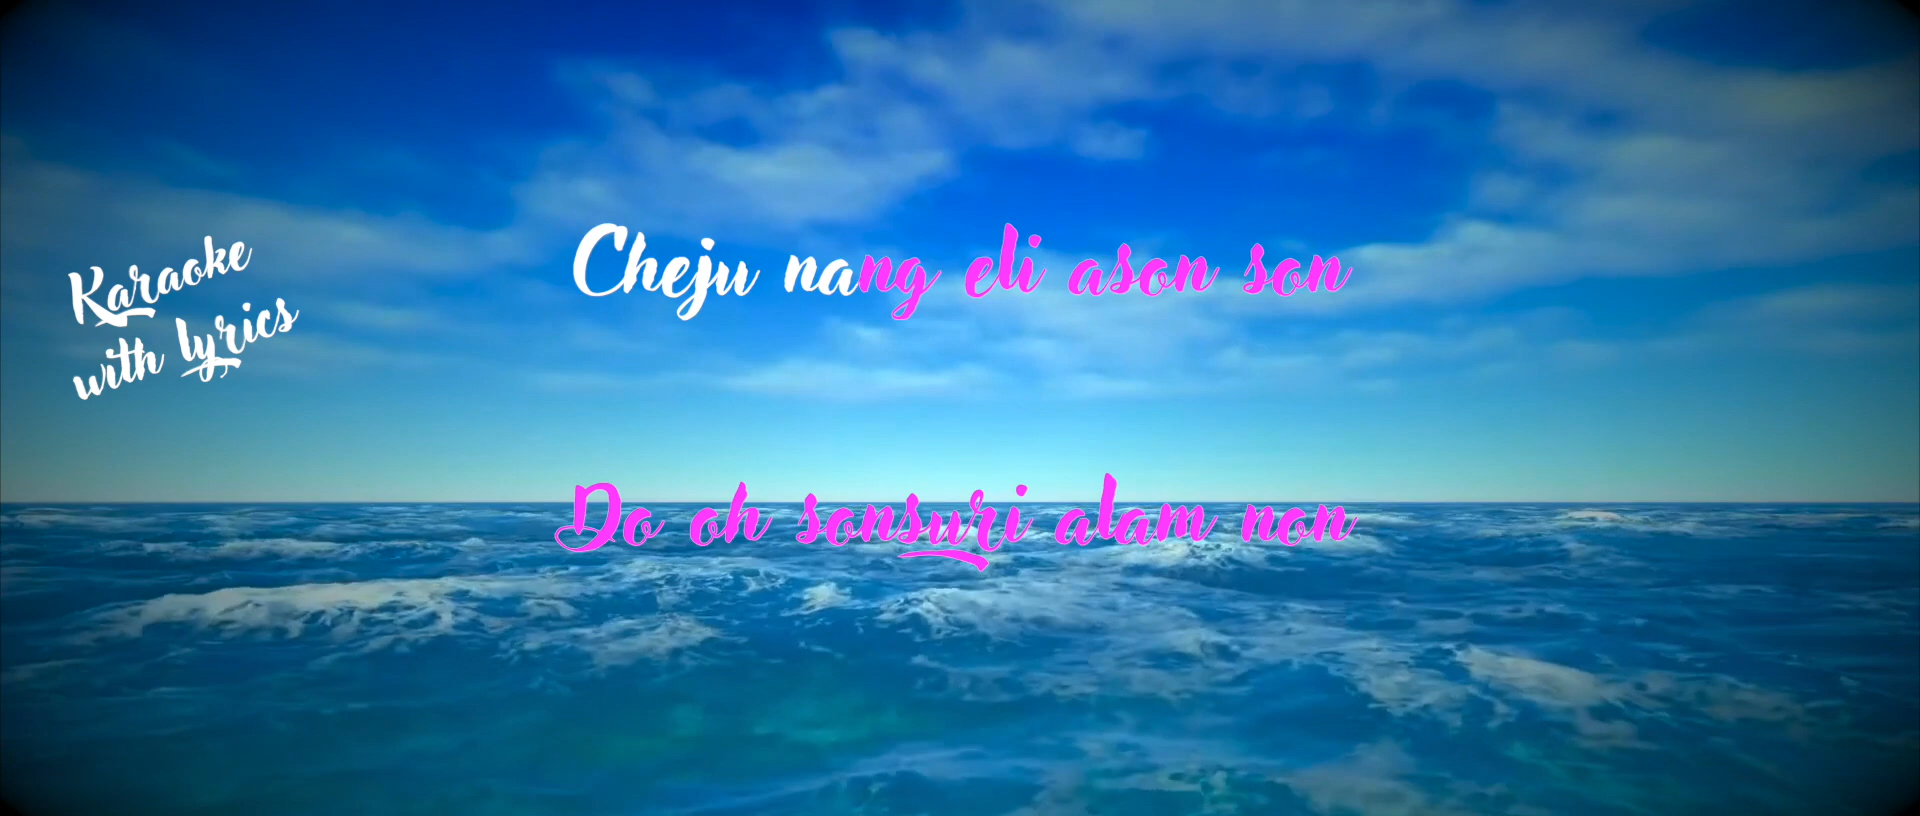 Karaoke
with lyrics
Cheju nang eli ason son
Do oh sonsuri alam non